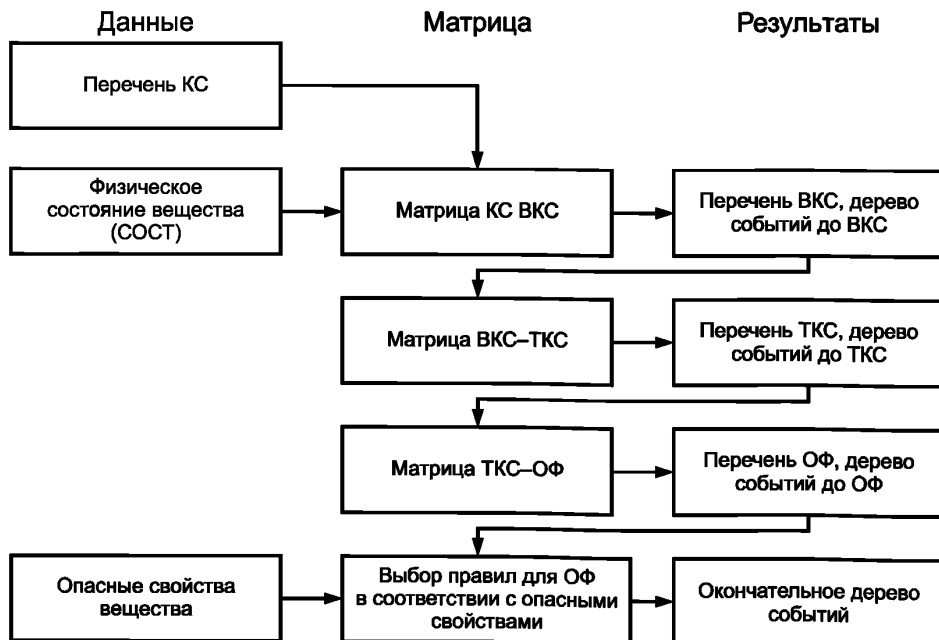 Данные
Матрица
Результаты
Перечень КС
Физическое
состояние вещества
(СОСТ)
Матрица КС ВКС
Перечень ВКС, дерево
событий до ВКС
Матрица ВКС–ТКС
Перечень ТКС, дерево
событий до ТКС
Матрица ТКС–ОФ
Перечень ОФ, дерево
событий до ОФ
Опасные свойства
вещества
Выбор правил для ОФ
в соответствии с опасными
свойствами
Окончательное дерево
событий